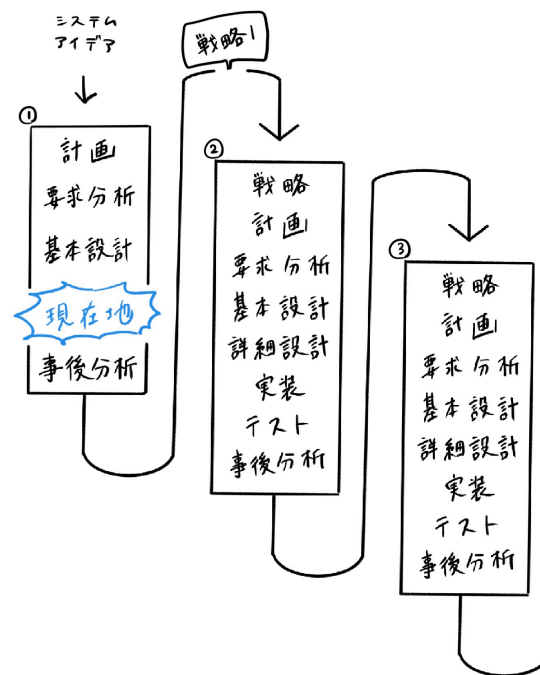 システム
アイデア
戦略1
①
計画
要求分析
基本設計
現在地
事後分析
②
戦略
計画
要求分析
基本設計
詳細設計
実装
テスト
事後分析
③
戦略
計画
要求分析
基本設計
詳細設計
実装
テスト
事後分析